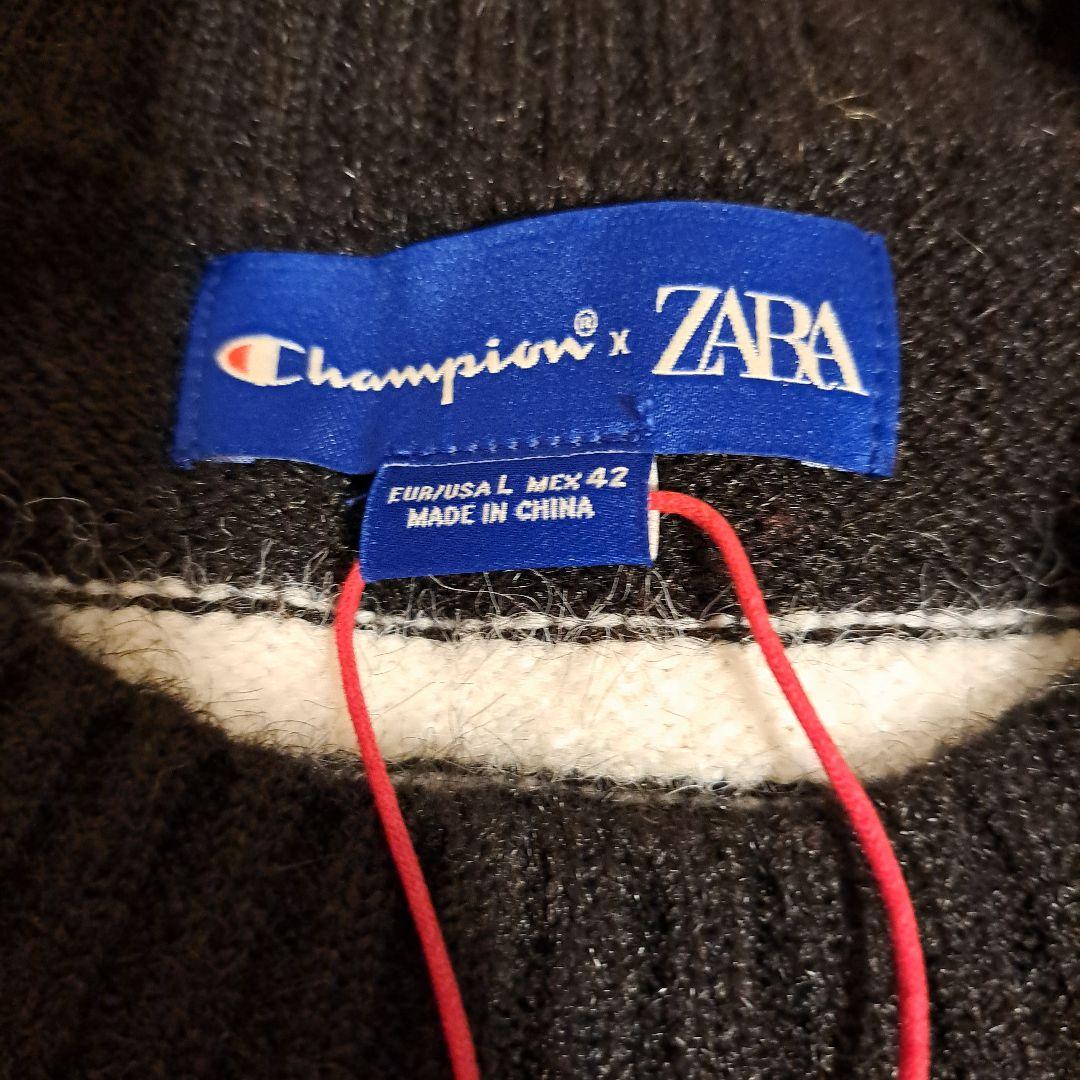 Champion® x ZARA
EUR/USA L MEX 42
MADE IN CHINA